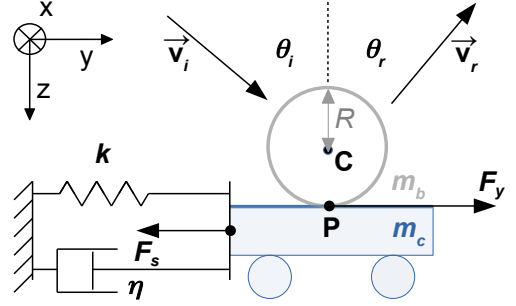 x
y
z
v_i
θ_i
θ_r
v_r
R
C
k
m_b
F_y
P
m_c
F_s
η